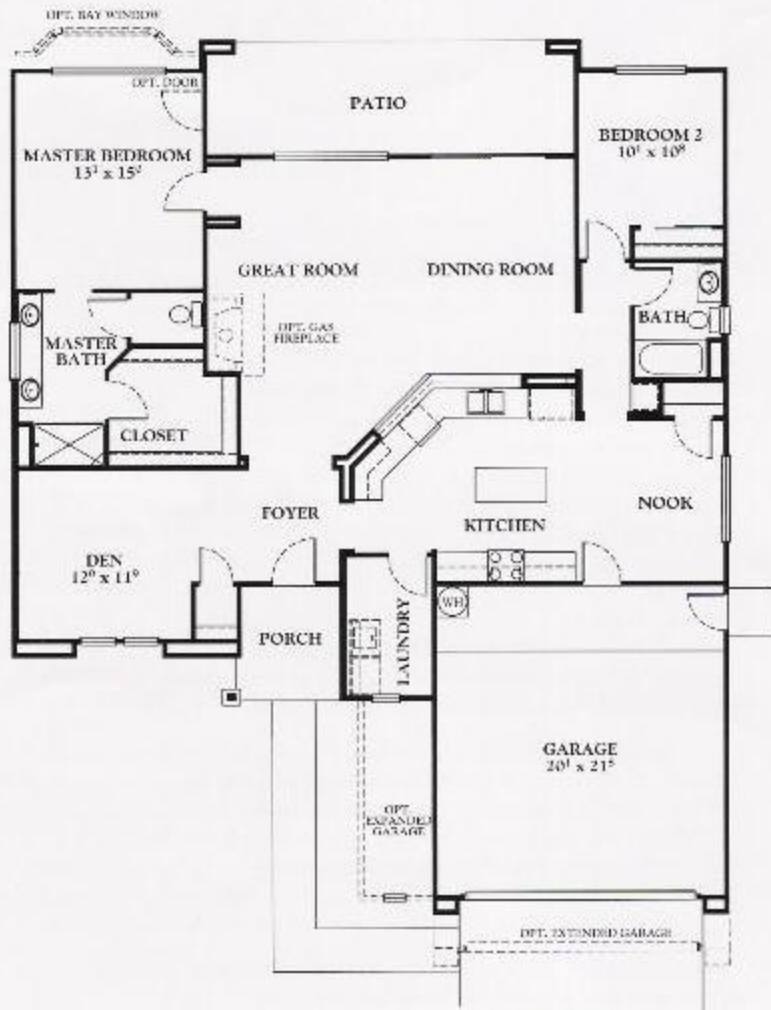 OPT. BAY WINDOW
OPT. DOOR
PATIO
MASTER BEDROOM
13¹ x 15²
BEDROOM 2
10¹ x 10⁸
GREAT ROOM
DINING ROOM
OPT. GAS
FIREPLACE
MASTER
BATH
BATH
CLOSET
FOYER
KITCHEN
NOOK
DEN
12⁰ x 11⁹
PORCH
LAUNDRY
WH
GARAGE
20¹ x 21⁵
OPT.
EXPANDED
GARAGE
OPT. EXTENDED GARAGE